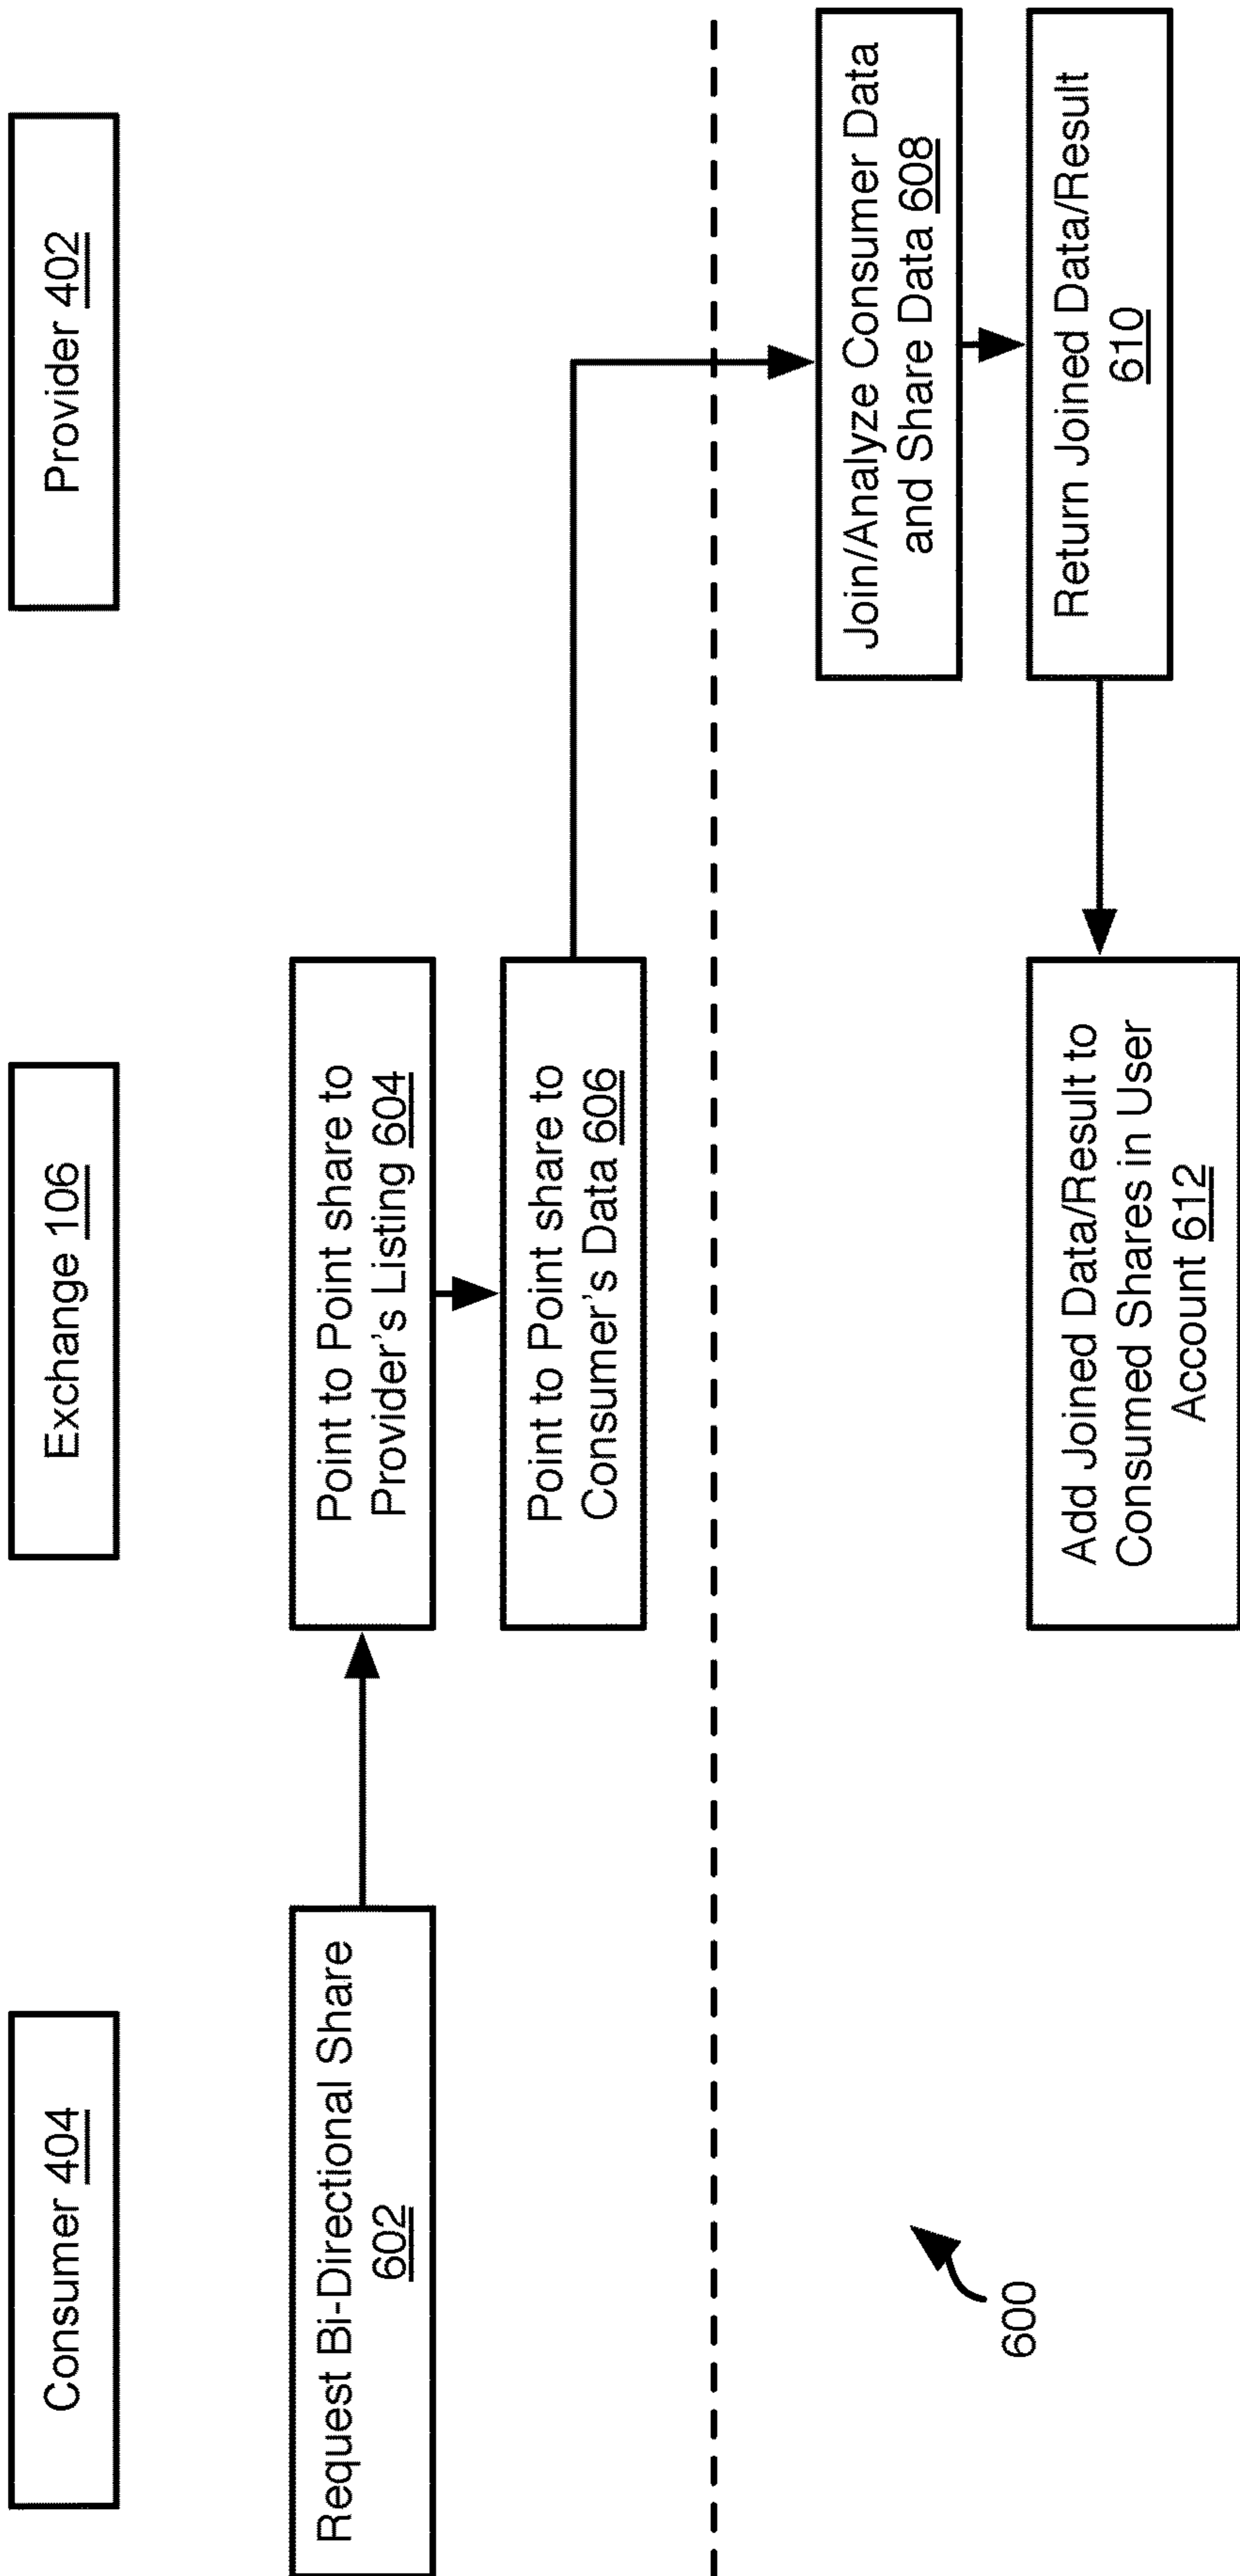 Consumer 404
Exchange 106
Provider 402
Request Bi-Directional Share
602
Point to Point share to
Provider's Listing 604
Point to Point share to
Consumer's Data 606
Join/Analyze Consumer Data
and Share Data 608
Return Joined Data/Result
610
Add Joined Data/Result to
Consumed Shares in User
Account 612
600